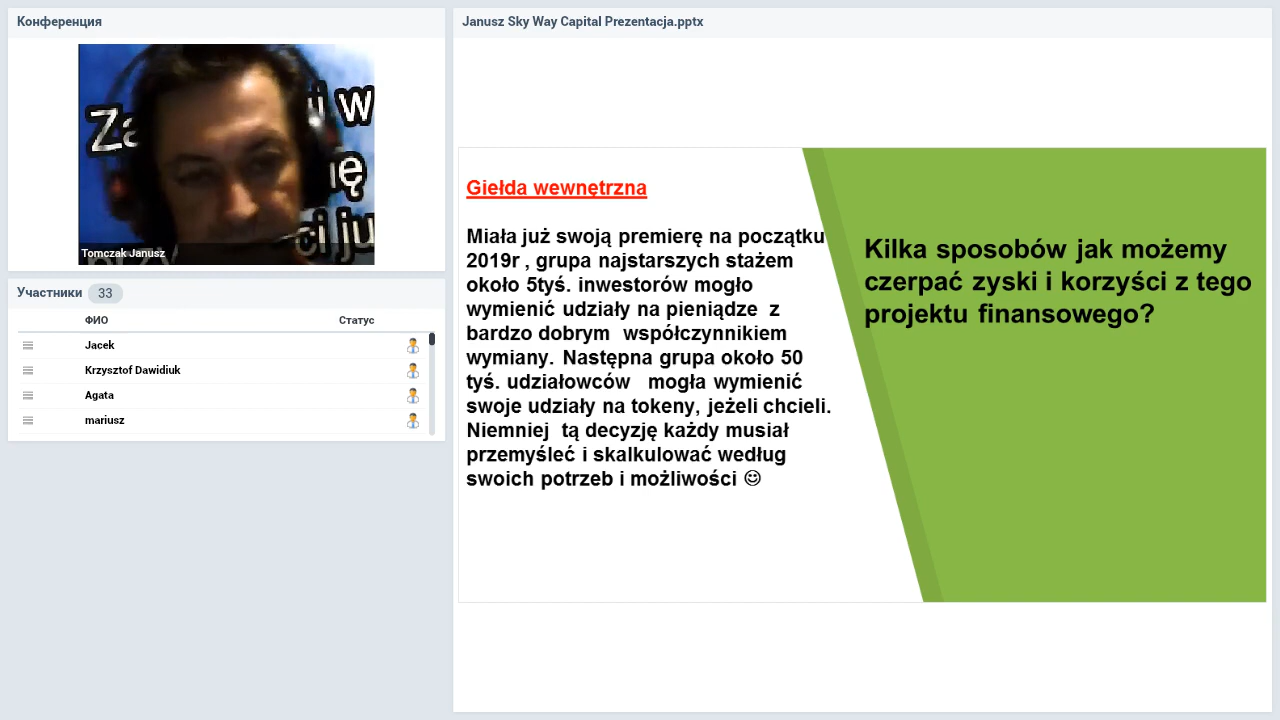 Конференция
Za
i w
ię
ci ju
Tomczak Janusz
Участники 33
ФИО Статус
Jacek
Krzysztof Dawidiuk
Agata
mariusz
Janusz Sky Way Capital Prezentacja.pptx
Giełda wewnętrzna
Miała już swoją premierę na początku
2019r , grupa najstarszych stażem
około 5tyś. inwestorów mogło
wymienić udziały na pieniądze z
bardzo dobrym współczynnikiem
wymiany. Następna grupa około 50
tyś. udziałowców mogła wymienić
swoje udziały na tokeny, jeżeli chcieli.
Niemniej tą decyzję każdy musiał
przemyśleć i skalkulować według
swoich potrzeb i możliwości ☺
Kilka sposobów jak możemy
czerpać zyski i korzyści z tego
projektu finansowego?